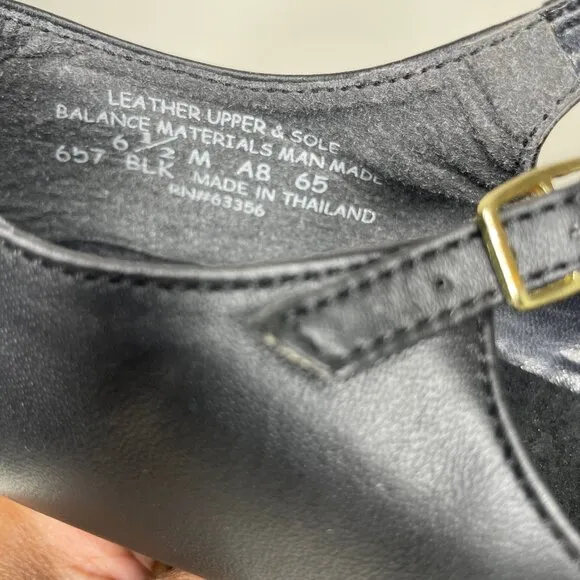 LEATHER UPPER & SOLE
BALANCE MATERIALS MAN MADE
6 1/2 M A8 65
657 BLK MADE IN THAILAND
RN#63356